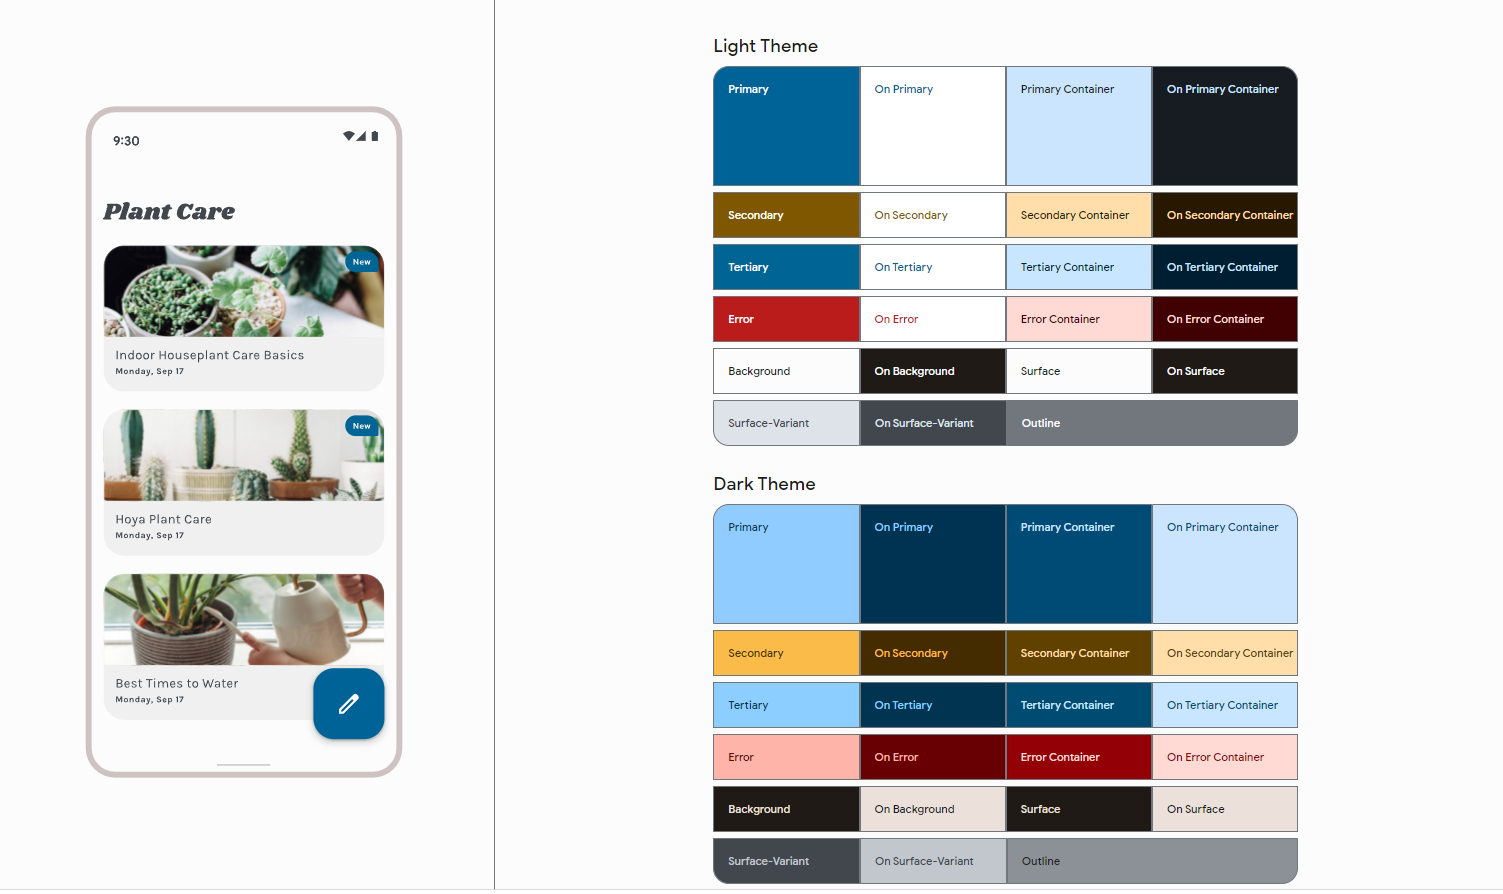 9:30
Plant Care
New
Indoor Houseplant Care Basics
Monday, Sep 17
New
Hoya Plant Care
Monday, Sep 17
Best Times to Water
Monday, Sep 17
Light Theme
Primary
On Primary
Primary Container
On Primary Container
Secondary
On Secondary
Secondary Container
On Secondary Container
Tertiary
On Tertiary
Tertiary Container
On Tertiary Container
Error
On Error
Error Container
On Error Container
Background
On Background
Surface
On Surface
Surface-Variant
On Surface-Variant
Outline
Dark Theme
Primary
On Primary
Primary Container
On Primary Container
Secondary
On Secondary
Secondary Container
On Secondary Container
Tertiary
On Tertiary
Tertiary Container
On Tertiary Container
Error
On Error
Error Container
On Error Container
Background
On Background
Surface
On Surface
Surface-Variant
On Surface-Variant
Outline